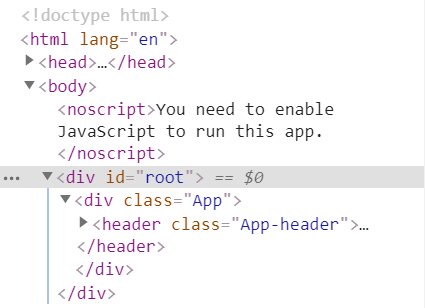 <!doctype html>
<html lang="en">
<head>…</head>
<body>
<noscript>You need to enable
JavaScript to run this app.
</noscript>
… <div id="root"> == $0
<div class="App">
<header class="App-header">…
</header>
</div>
</div>